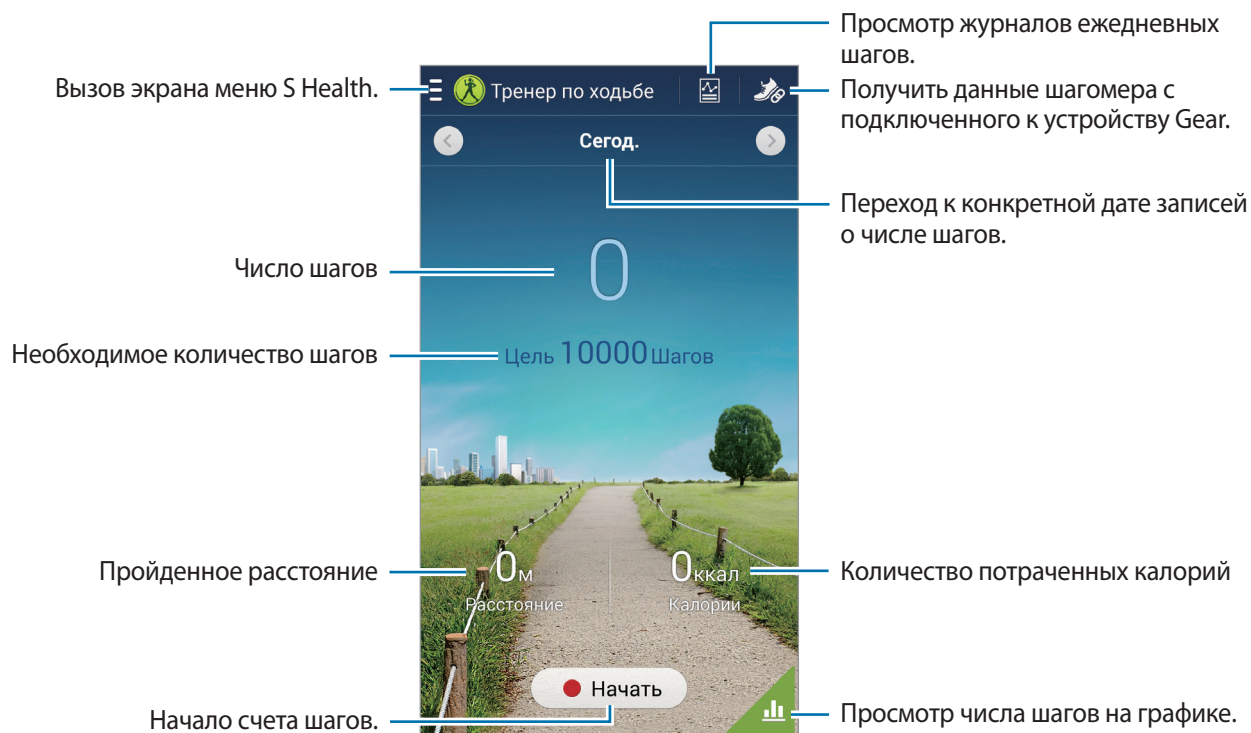 Просмотр журналов ежедневных
шагов.
Вызов экрана меню S Health.
Тренер по ходьбе
Получить данные шагомера с
подключенного к устройству Gear.
Сегод.
Переход к конкретной дате записей
о числе шагов.
Число шагов
0
Необходимое количество шагов
Цель 10000 Шагов
Пройденное расстояние
0м
0ккал
Количество потраченных калорий
Расстояние
Калории
Начать
Начало счета шагов.
Просмотр числа шагов на графике.